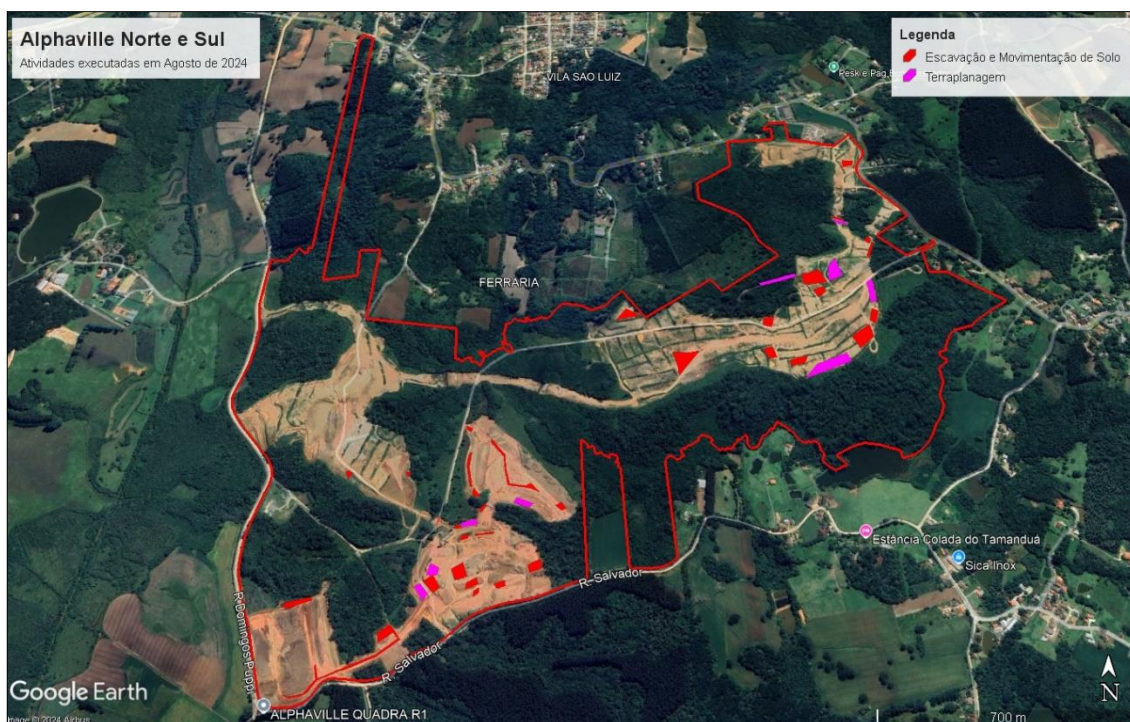 Alphaville Norte e Sul
Atividades executadas em Agosto de 2024
Legenda
Escavação e Movimentação de Solo
Terraplanagem
VILA SAO LUIZ
Pesk e Pag
FERRARIA
Estância Colada do Tamanduá
Sica Inox
R. Salvador
R. Salvador
R. Domingos Puppi
ALPHAVILLE QUADRA R1
Google Earth
Image © 2024 Airbus
N
700 m